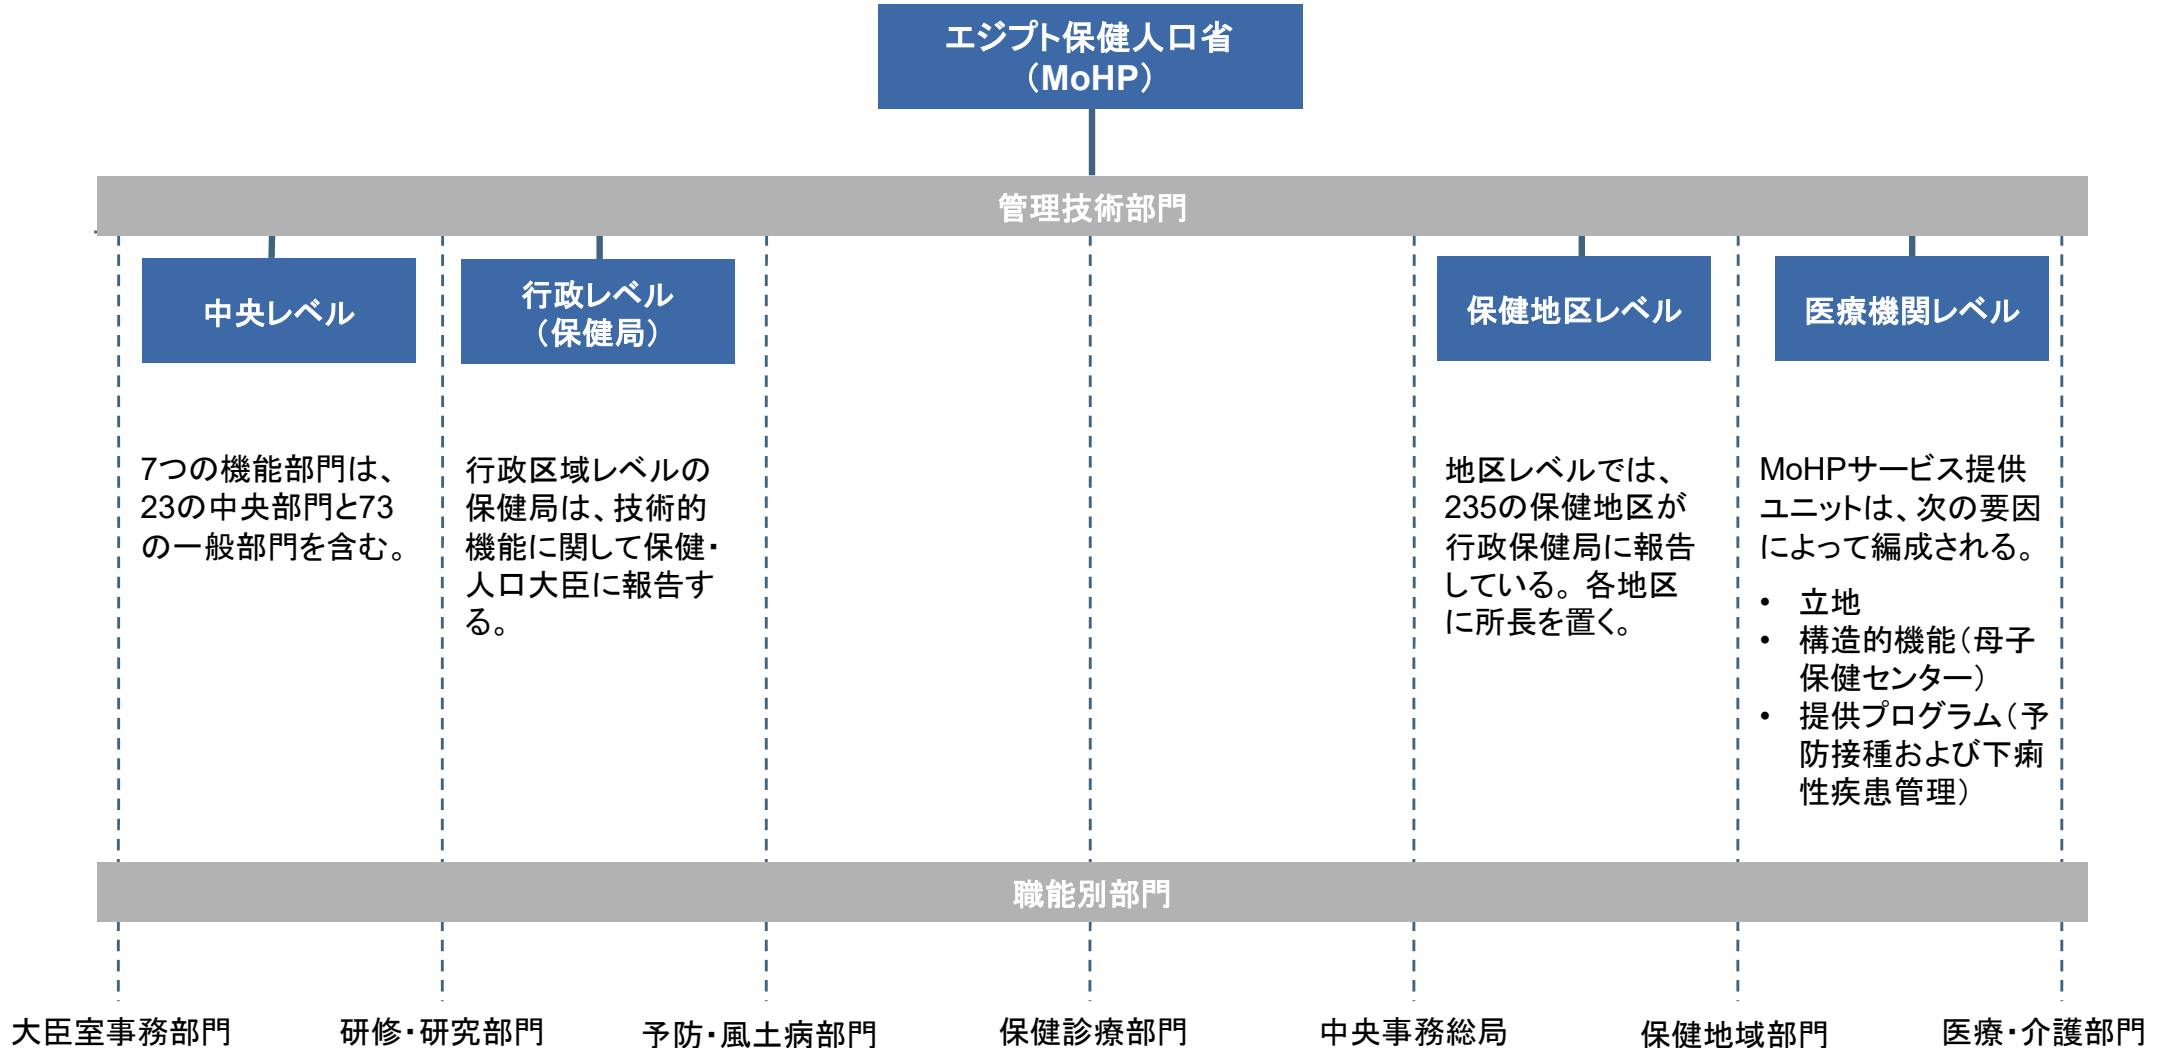 エジプト保健人口省
（MoHP）
管理技術部門
中央レベル
行政レベル
（保健局）
保健地区レベル
医療機関レベル
7つの機能部門は、
23の中央部門と73
の一般部門を含む。
行政区域レベルの
保健局は、技術的
機能に関して保健・
人口大臣に報告す
る。
地区レベルでは、
235の保健地区が
行政保健局に報告
している。各地区
に所長を置く。
MoHPサービス提供
ユニットは、次の要因
によって編成される。
• 立地
• 構造的機能（母子
保健センター）
• 提供プログラム（予
防接種および下痢
性疾患管理）
職能別部門
大臣室事務部門
研修・研究部門
予防・風土病部門
保健診療部門
中央事務総局
保健地域部門
医療・介護部門